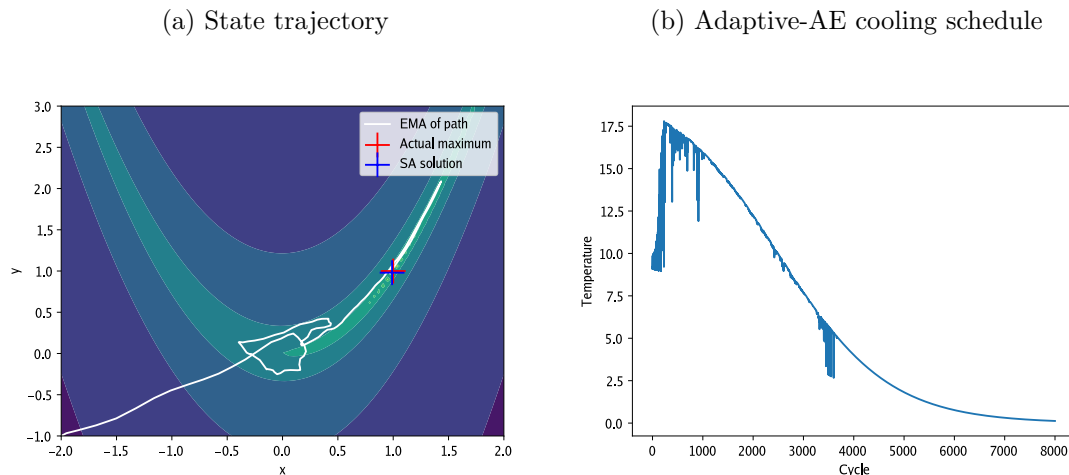 (a) State trajectory
(b) Adaptive-AE cooling schedule
3.0
2.5
2.0
1.5
1.0
0.5
0.0
−0.5
−1.0
y
−2.0 −1.5 −1.0 −0.5 0.0 0.5 1.0 1.5 2.0
x
EMA of path
Actual maximum
SA solution
17.5
15.0
12.5
10.0
7.5
5.0
2.5
0.0
Temperature
0 1000 2000 3000 4000 5000 6000 7000 8000
Cycle